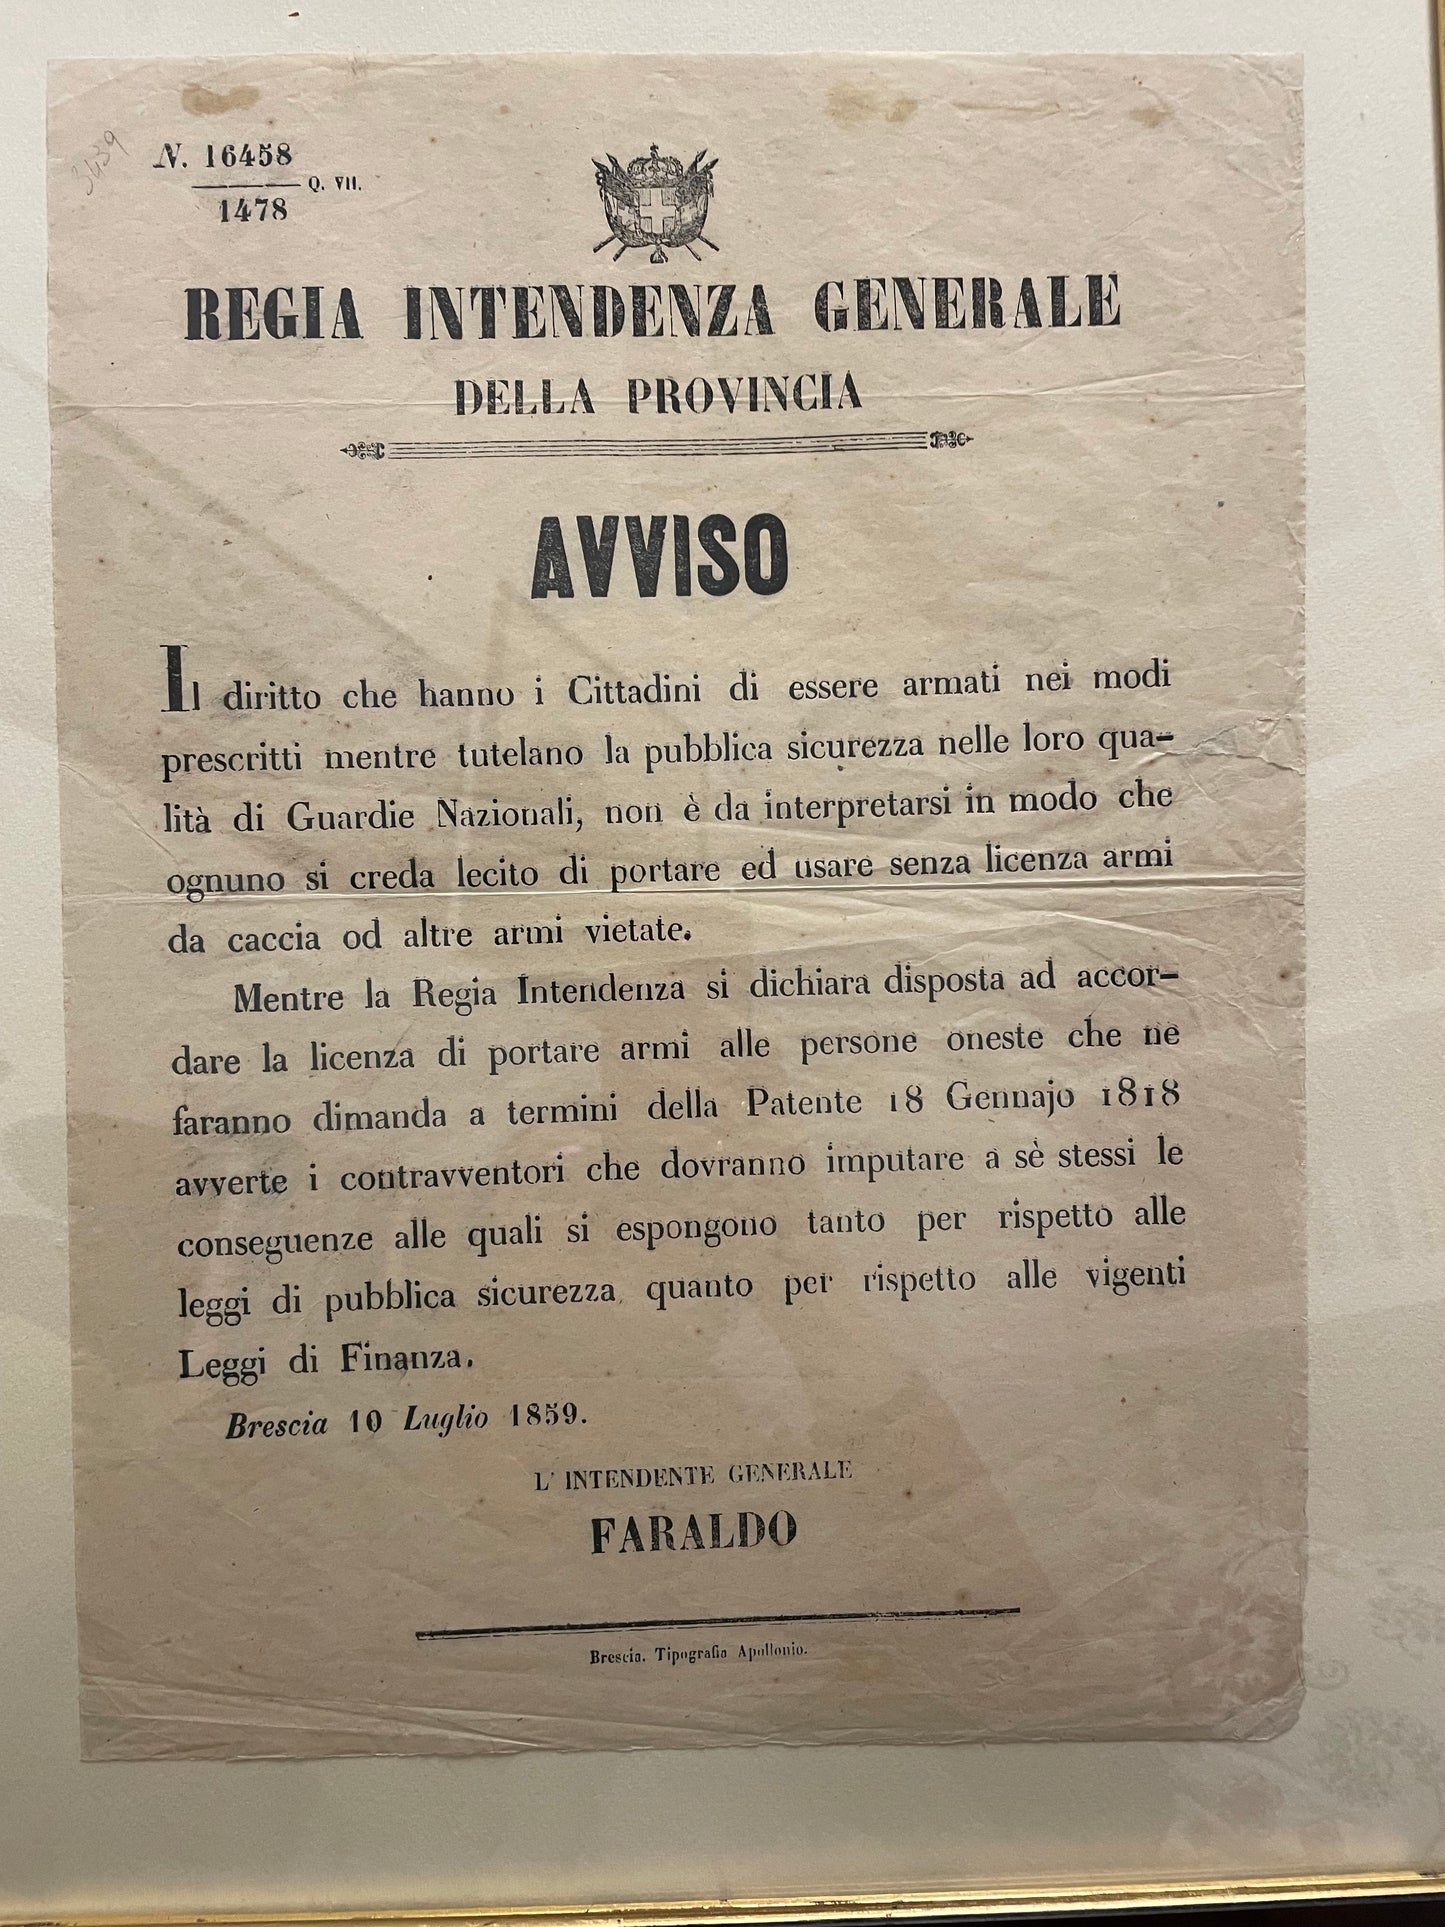 3439
N. 16458
Q. VII.
1478
REGIA INTENDENZA GENERALE
DELLA PROVINCIA
AVVISO
Il diritto che hanno i Cittadini di essere armati nei modi
prescritti mentre tutelano la pubblica sicurezza nelle loro qua-
lità di Guardie Nazionali, non è da interpretarsi in modo che
ognuno si creda lecito di portare ed usare senza licenza armi
da caccia od altre armi vietate.
Mentre la Regia Intendenza si dichiara disposta ad accor-
dare la licenza di portare armi alle persone oneste che ne
faranno dimanda a termini della Patente 18 Gennajo 1818
avverte i contravventori che dovranno imputare a sè stessi le
conseguenze alle quali si espongono tanto per rispetto alle
leggi di pubblica sicurezza quanto per rispetto alle vigenti
Leggi di Finanza.
Brescia 10 Luglio 1859.
L' INTENDENTE GENERALE
FARALDO
Brescia. Tipografia Apollonio.